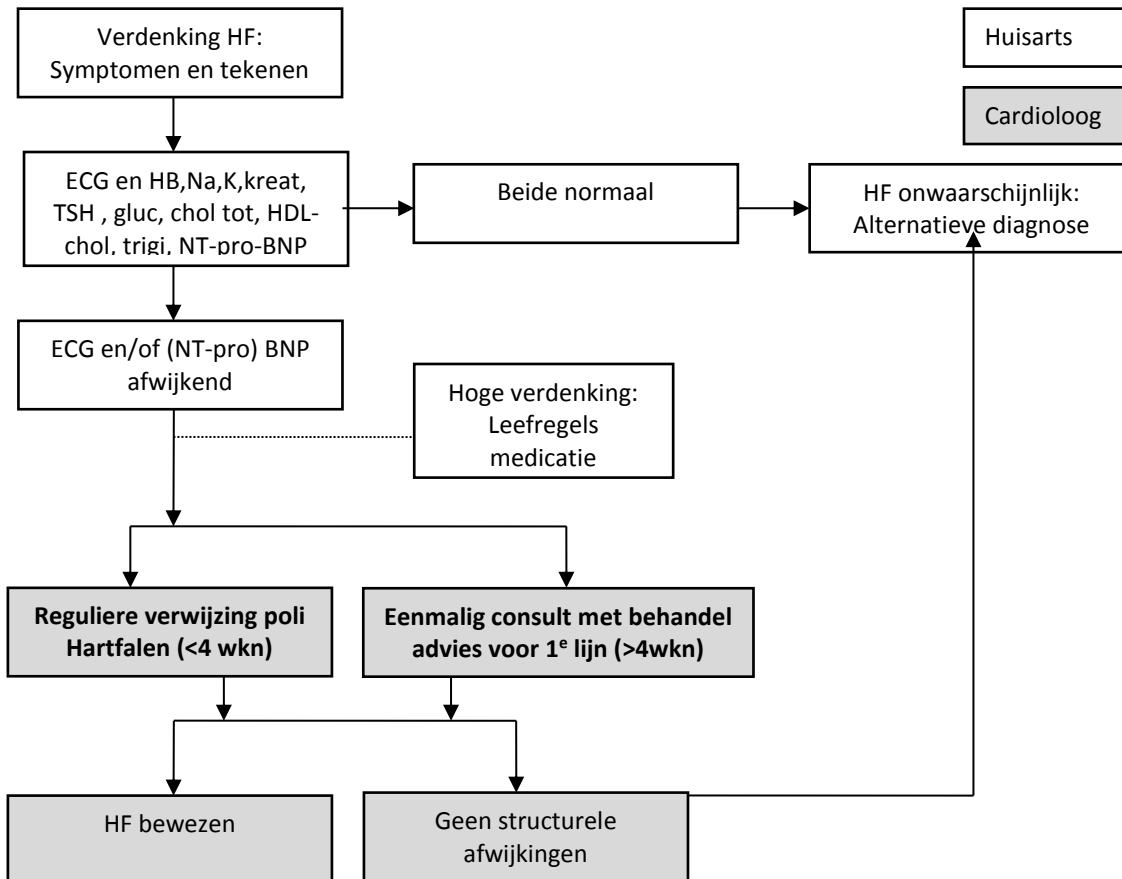 Verdenking HF:
Symptomen en tekenen
Huisarts
Cardioloog
ECG en HB,Na,K,kreat,
TSH , gluc, chol tot, HDL-
chol, trigi, NT-pro-BNP
Beide normaal
HF onwaarschijnlijk:
Alternatieve diagnose
ECG en/of (NT-pro) BNP
afwijkend
Hoge verdenking:
Leefregels
medicatie
Reguliere verwijzing poli
Hartfalen (<4 wkn)
Eenmalig consult met behandel
advies voor 1e lijn (>4wkn)
HF bewezen
Geen structurele
afwijkingen